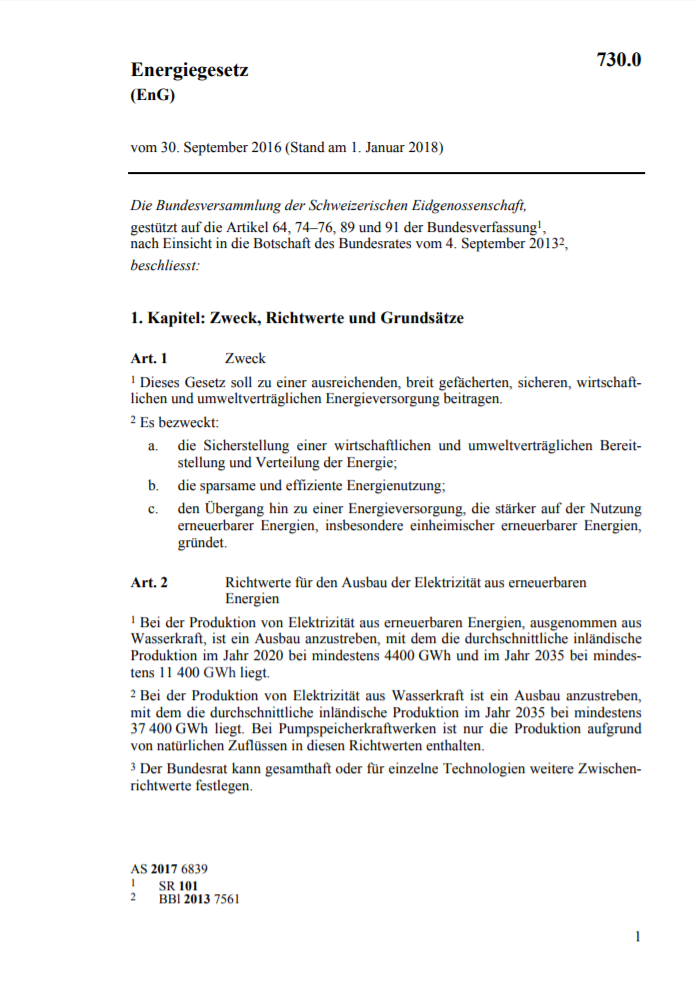 Energiegesetz
(EnG)
730.0
vom 30. September 2016 (Stand am 1. Januar 2018)
Die Bundesversammlung der Schweizerischen Eidgenossenschaft,
gestützt auf die Artikel 64, 74–76, 89 und 91 der Bundesverfassung1,
nach Einsicht in die Botschaft des Bundesrates vom 4. September 20132,
beschliesst:
1. Kapitel: Zweck, Richtwerte und Grundsätze
Art. 1 Zweck
1 Dieses Gesetz soll zu einer ausreichenden, breit gefächerten, sicheren, wirtschaft-
lichen und umweltverträglichen Energieversorgung beitragen.
2 Es bezweckt:
a. die Sicherstellung einer wirtschaftlichen und umweltverträglichen Bereit-
stellung und Verteilung der Energie;
b. die sparsame und effiziente Energienutzung;
c. den Übergang hin zu einer Energieversorgung, die stärker auf der Nutzung
erneuerbarer Energien, insbesondere einheimischer erneuerbarer Energien,
gründet.
Art. 2 Richtwerte für den Ausbau der Elektrizität aus erneuerbaren
Energien
1 Bei der Produktion von Elektrizität aus erneuerbaren Energien, ausgenommen aus
Wasserkraft, ist ein Ausbau anzustreben, mit dem die durchschnittliche inländische
Produktion im Jahr 2020 bei mindestens 4400 GWh und im Jahr 2035 bei mindes-
tens 11 400 GWh liegt.
2 Bei der Produktion von Elektrizität aus Wasserkraft ist ein Ausbau anzustreben,
mit dem die durchschnittliche inländische Produktion im Jahr 2035 bei mindestens
37 400 GWh liegt. Bei Pumpspeicherkraftwerken ist nur die Produktion aufgrund
von natürlichen Zuflüssen in diesen Richtwerten enthalten.
3 Der Bundesrat kann gesamthaft oder für einzelne Technologien weitere Zwischen-
richtwerte festlegen.
AS 2017 6839
1 SR 101
2 BBl 2013 7561
1